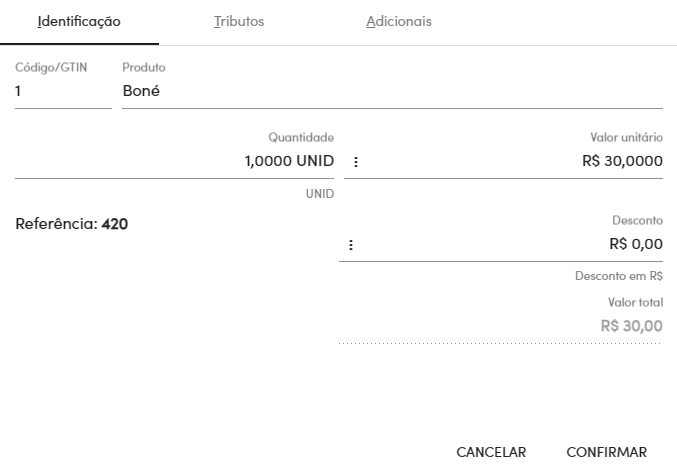 Identificação Tributos Adicionais
Código/GTIN Produto
1 Boné
Quantidade Valor unitário
1,0000 UNID R$ 30,0000
UNID
Referência: 420 Desconto
R$ 0,00
Desconto em R$
Valor total
R$ 30,00
CANCELAR CONFIRMAR